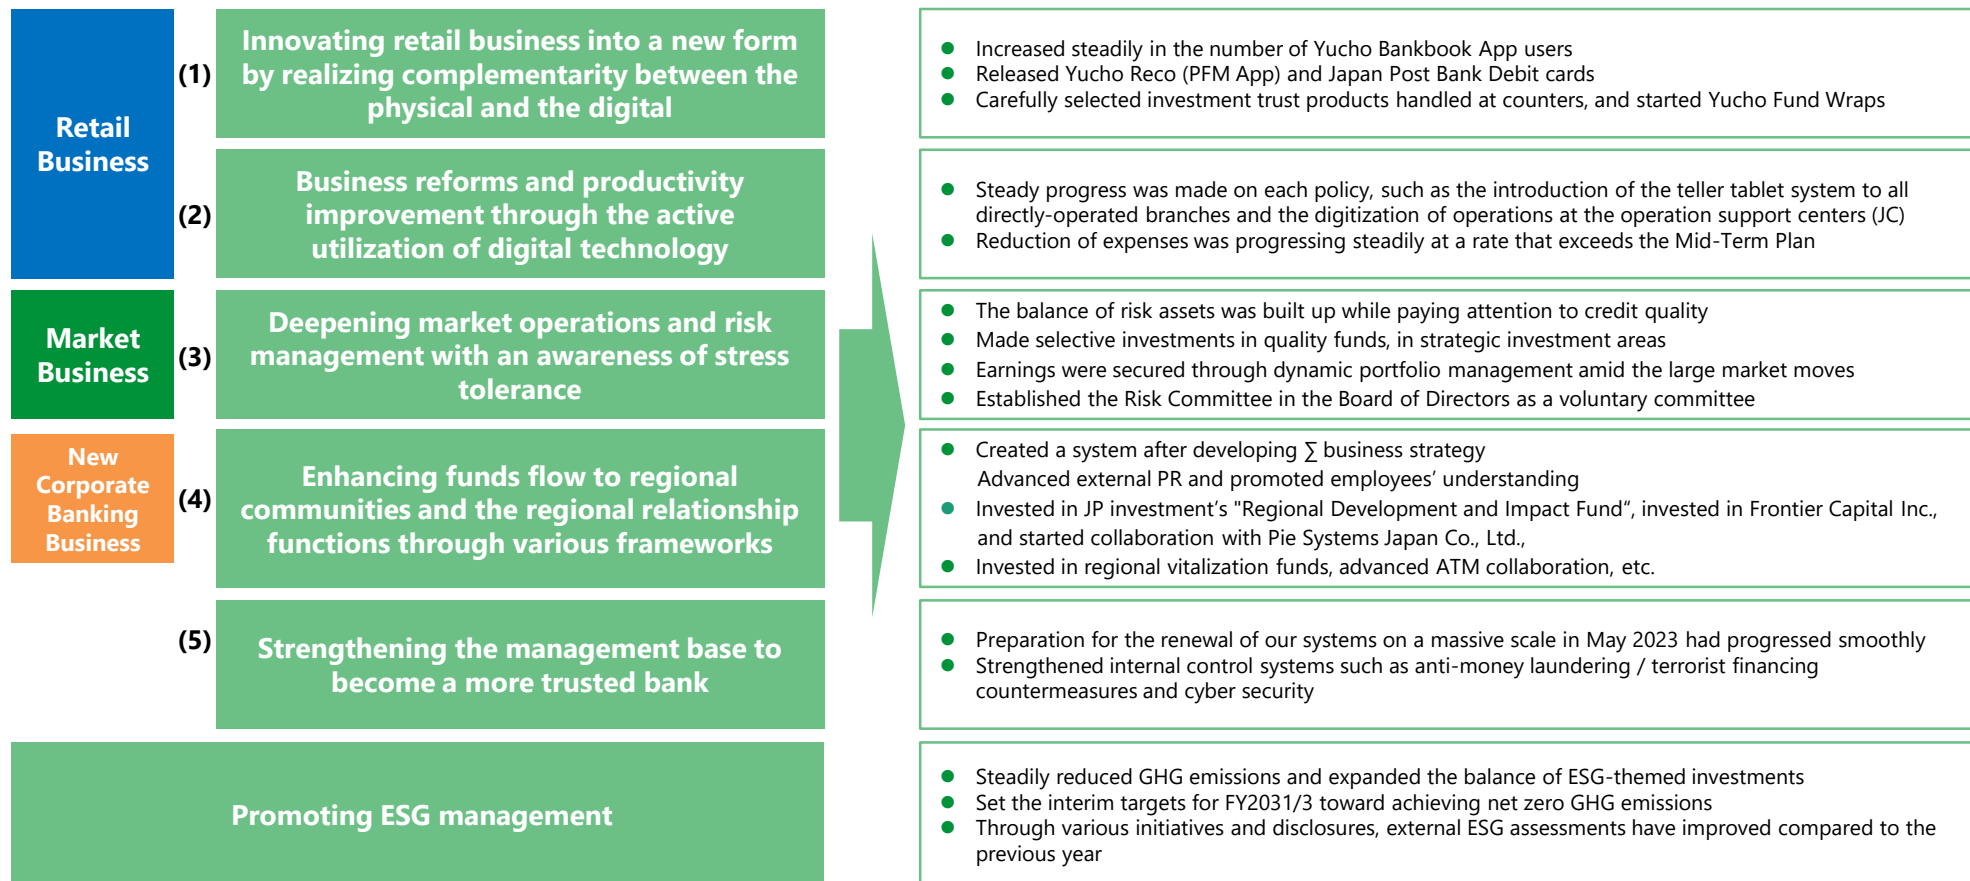 Retail
Business
(1)
Innovating retail business into a new form
by realizing complementarity between the
physical and the digital
● Increased steadily in the number of Yucho Bankbook App users
● Released Yucho Reco (PFM App) and Japan Post Bank Debit cards
● Carefully selected investment trust products handled at counters, and started Yucho Fund Wraps
(2)
Business reforms and productivity
improvement through the active
utilization of digital technology
● Steady progress was made on each policy, such as the introduction of the teller tablet system to all
directly-operated branches and the digitization of operations at the operation support centers (JC)
● Reduction of expenses was progressing steadily at a rate that exceeds the Mid-Term Plan
Market
Business
(3)
Deepening market operations and risk
management with an awareness of stress
tolerance
● The balance of risk assets was built up while paying attention to credit quality
● Made selective investments in quality funds, in strategic investment areas
● Earnings were secured through dynamic portfolio management amid the large market moves
● Established the Risk Committee in the Board of Directors as a voluntary committee
New
Corporate
Banking
Business
(4)
Enhancing funds flow to regional
communities and the regional relationship
functions through various frameworks
● Created a system after developing ∑ business strategy
Advanced external PR and promoted employees’ understanding
● Invested in JP investment’s "Regional Development and Impact Fund“, invested in Frontier Capital Inc.,
and started collaboration with Pie Systems Japan Co., Ltd.,
● Invested in regional vitalization funds, advanced ATM collaboration, etc.
(5)
Strengthening the management base to
become a more trusted bank
● Preparation for the renewal of our systems on a massive scale in May 2023 had progressed smoothly
● Strengthened internal control systems such as anti-money laundering / terrorist financing
countermeasures and cyber security
Promoting ESG management
● Steadily reduced GHG emissions and expanded the balance of ESG-themed investments
● Set the interim targets for FY2031/3 toward achieving net zero GHG emissions
● Through various initiatives and disclosures, external ESG assessments have improved compared to the
previous year